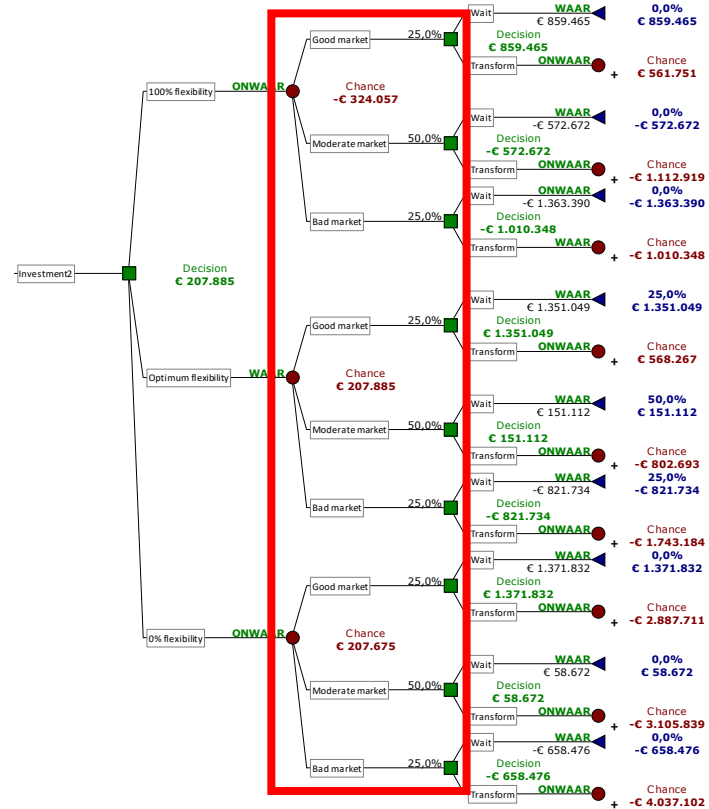 Wait
WAAR
€ 859.465
0,0%
€ 859.465
Good market
25,0%
Decision
€ 859.465
Transform
ONWAAR
+
Chance
€ 561.751
100% flexibility
ONWAAR
Chance
-€ 324.057
Wait
WAAR
-€ 572.672
0,0%
-€ 572.672
Moderate market
50,0%
Decision
-€ 572.672
Transform
ONWAAR
+
Chance
-€ 1.112.919
Wait
ONWAAR
-€ 1.363.390
0,0%
-€ 1.363.390
Bad market
25,0%
Decision
-€ 1.010.348
Transform
WAAR
+
Chance
-€ 1.010.348
Investment2
Decision
€ 207.885
Wait
WAAR
€ 1.351.049
25,0%
€ 1.351.049
Good market
25,0%
Decision
€ 1.351.049
Transform
ONWAAR
+
Chance
€ 568.267
Optimum flexibility
WAAR
Chance
€ 207.885
Wait
WAAR
€ 151.112
50,0%
€ 151.112
Moderate market
50,0%
Decision
€ 151.112
Transform
ONWAAR
+
Chance
-€ 802.693
Wait
WAAR
-€ 821.734
25,0%
-€ 821.734
Bad market
25,0%
Decision
-€ 821.734
Transform
ONWAAR
+
Chance
-€ 1.743.184
Wait
WAAR
€ 1.371.832
0,0%
€ 1.371.832
Good market
25,0%
Decision
€ 1.371.832
Transform
ONWAAR
+
Chance
-€ 2.887.711
0% flexibility
ONWAAR
Chance
€ 207.675
Wait
WAAR
€ 58.672
0,0%
€ 58.672
Moderate market
50,0%
Decision
€ 58.672
Transform
ONWAAR
+
Chance
-€ 3.105.839
Wait
WAAR
-€ 658.476
0,0%
-€ 658.476
Bad market
25,0%
Decision
-€ 658.476
Transform
ONWAAR
+
Chance
-€ 4.037.102